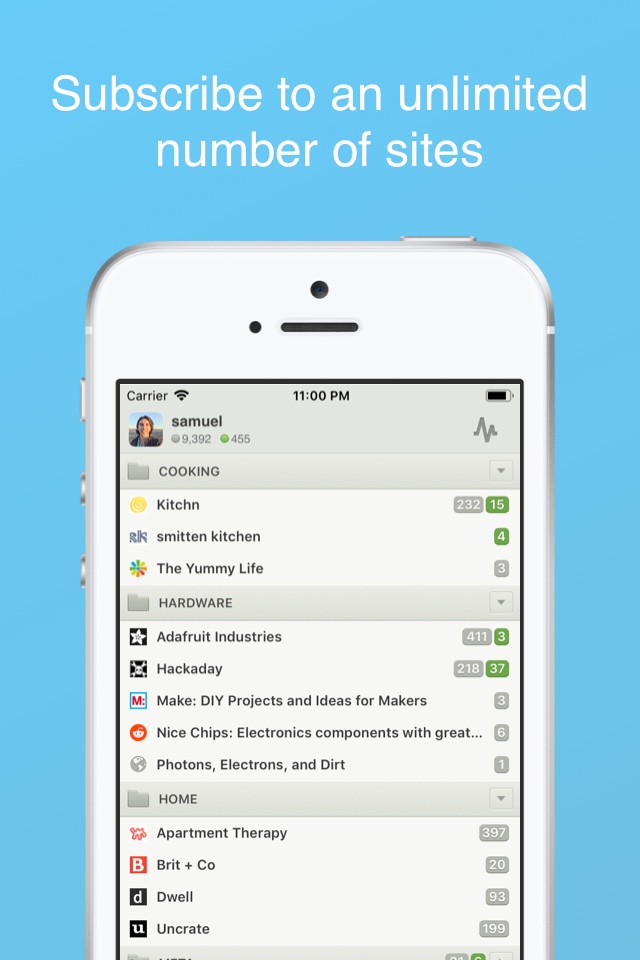 Subscribe to an unlimited
number of sites
Carrier 11:00 PM
samuel
9,392 455
COOKING
Kitchn 232 15
smitten kitchen 4
The Yummy Life 3
HARDWARE
Adafruit Industries 411 3
Hackaday 218 37
M: Make: DIY Projects and Ideas for Makers 3
Nice Chips: Electronics components with great... 6
Photons, Electrons, and Dirt 1
HOME
Apartment Therapy 397
B Brit + Co 20
d Dwell 93
u Uncrate 199